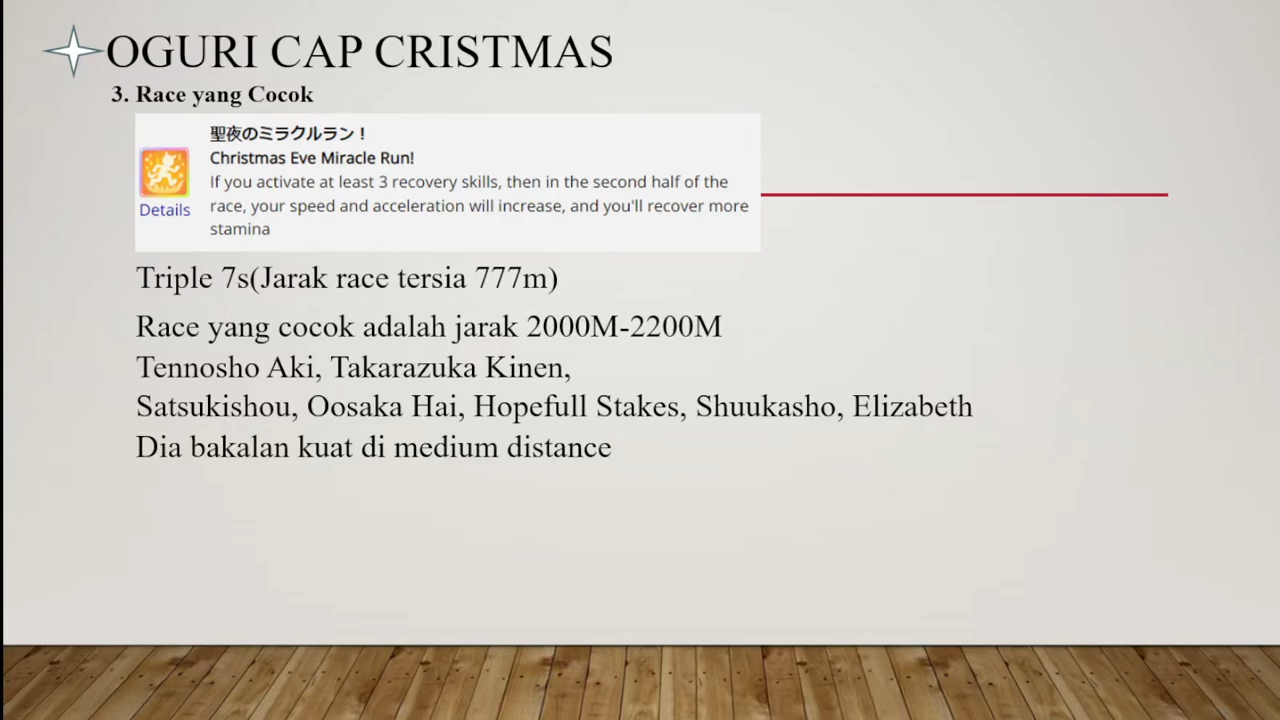 OGURI CAP CRISTMAS
3. Race yang Cocok
聖夜のミラクルラン！
Christmas Eve Miracle Run!
If you activate at least 3 recovery skills, then in the second half of the
race, your speed and acceleration will increase, and you'll recover more
stamina
Details
Triple 7s(Jarak race tersia 777m)
Race yang cocok adalah jarak 2000M-2200M
Tennosho Aki, Takarazuka Kinen,
Satsukishou, Oosaka Hai, Hopefull Stakes, Shuukasho, Elizabeth
Dia bakalan kuat di medium distance